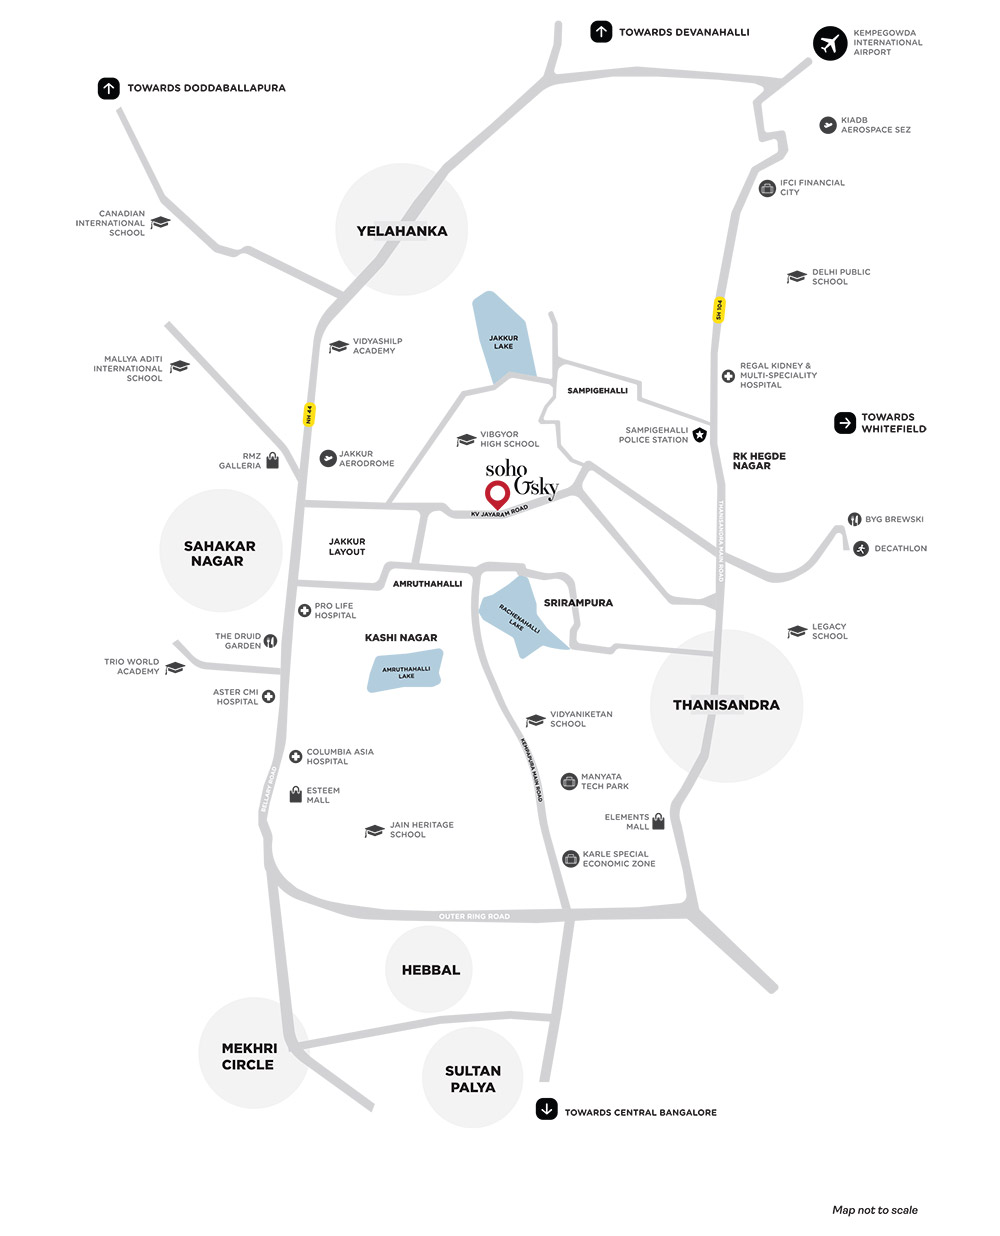 TOWARDS DEVANAHALLI
KEMPEGOWDA
INTERNATIONAL
AIRPORT
TOWARDS DODDABALLAPURA
KIADB
AEROSPACE SEZ
IFCI FINANCIAL
CITY
CANADIAN
INTERNATIONAL
SCHOOL
YELAHANKA
DELHI PUBLIC
SCHOOL
SH 104
JAKKUR
LAKE
VIDYASHILP
ACADEMY
MALLYA ADITI
INTERNATIONAL
SCHOOL
REGAL KIDNEY &
MULTI-SPECIALITY
HOSPITAL
SAMPIGEHALLI
NH 44
TOWARDS
WHITEFIELD
SAMPIGEHALLI
POLICE STATION
VIBGYOR
HIGH SCHOOL
RMZ
GALLERIA
JAKKUR
AERODROME
RK HEGDE
NAGAR
soho
&sky
KV JAYARAM ROAD
THANISANDRA MAIN ROAD
BYG BREWSKI
DECATHLON
SAHAKAR
NAGAR
JAKKUR
LAYOUT
AMRUTHAHALLI
PRO LIFE
HOSPITAL
SRIRAMPURA
RACHENAHALLI
LAKE
THE DRUID
GARDEN
KASHI NAGAR
LEGACY
SCHOOL
TRIO WORLD
ACADEMY
AMRUTHAHALLI
LAKE
ASTER CMI
HOSPITAL
THANISANDRA
VIDYANIKETAN
SCHOOL
COLUMBIA ASIA
HOSPITAL
KEMPAPURA MAIN ROAD
BELLARY ROAD
MANYATA
TECH PARK
ESTEEM
MALL
ELEMENTS
MALL
JAIN HERITAGE
SCHOOL
KARLE SPECIAL
ECONOMIC ZONE
OUTER RING ROAD
HEBBAL
MEKHRI
CIRCLE
SULTAN
PALYA
TOWARDS CENTRAL BANGALORE
Map not to scale